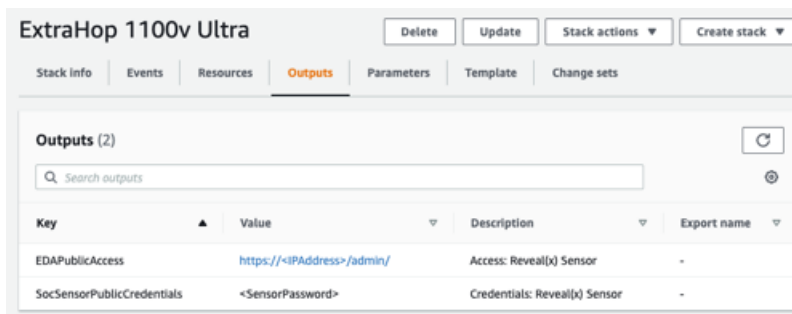 ExtraHop 1100v Ultra
Delete
Update
Stack actions ▼
Create stack ▼
Stack info
Events
Resources
Outputs
Parameters
Template
Change sets
Outputs (2)
Search outputs
Key ▲ Value ▽ Description ▽ Export name ▽
EDAPublicAccess https://<IPAddress>/admin/ Access: Reveal(x) Sensor -
SocSensorPublicCredentials <SensorPassword> Credentials: Reveal(x) Sensor -